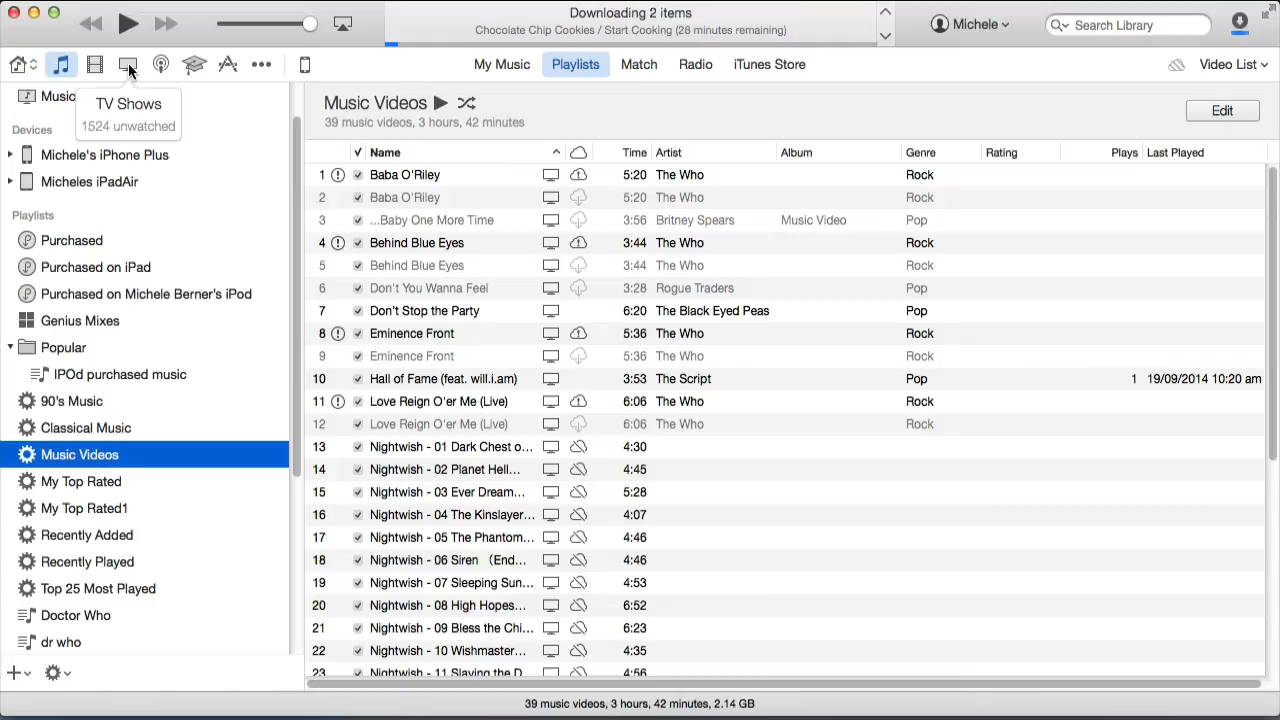 Downloading 2 items
Chocolate Chip Cookies / Start Cooking (28 minutes remaining)
Michele
Search Library
My Music Playlists Match Radio iTunes Store Video List
TV Shows
1524 unwatched
Music
Devices
Michele's iPhone Plus
Micheles iPadAir
Playlists
Purchased
Purchased on iPad
Purchased on Michele Berner's iPod
Genius Mixes
Popular
IPOd purchased music
90's Music
Classical Music
Music Videos
My Top Rated
My Top Rated1
Recently Added
Recently Played
Top 25 Most Played
Doctor Who
dr who
Music Videos
39 music videos, 3 hours, 42 minutes
Edit
Name Time Artist Album Genre Rating Plays Last Played
1 Baba O'Riley 5:20 The Who Rock
2 Baba O'Riley 5:20 The Who Rock
3 ...Baby One More Time 3:56 Britney Spears Music Video Pop
4 Behind Blue Eyes 3:44 The Who Rock
5 Behind Blue Eyes 3:44 The Who Rock
6 Don't You Wanna Feel 3:28 Rogue Traders Pop
7 Don't Stop the Party 6:20 The Black Eyed Peas Pop
8 Eminence Front 5:36 The Who Rock
9 Eminence Front 5:36 The Who Rock
10 Hall of Fame (feat. will.i.am) 3:53 The Script Pop 1 19/09/2014 10:20 am
11 Love Reign O'er Me (Live) 6:06 The Who Rock
12 Love Reign O'er Me (Live) 6:06 The Who Rock
13 Nightwish - 01 Dark Chest o... 4:30
14 Nightwish - 02 Planet Hell... 4:45
15 Nightwish - 03 Ever Dream... 5:28
16 Nightwish - 04 The Kinslayer... 4:07
17 Nightwish - 05 The Phantom... 4:46
18 Nightwish - 06 Siren （End... 4:46
19 Nightwish - 07 Sleeping Sun... 4:53
20 Nightwish - 08 High Hopes... 6:52
21 Nightwish - 09 Bless the Chi... 6:23
22 Nightwish - 10 Wishmaster... 4:35
23 Nightwish - 11 Slaying the D... 4:56
39 music videos, 3 hours, 42 minutes, 2.14 GB